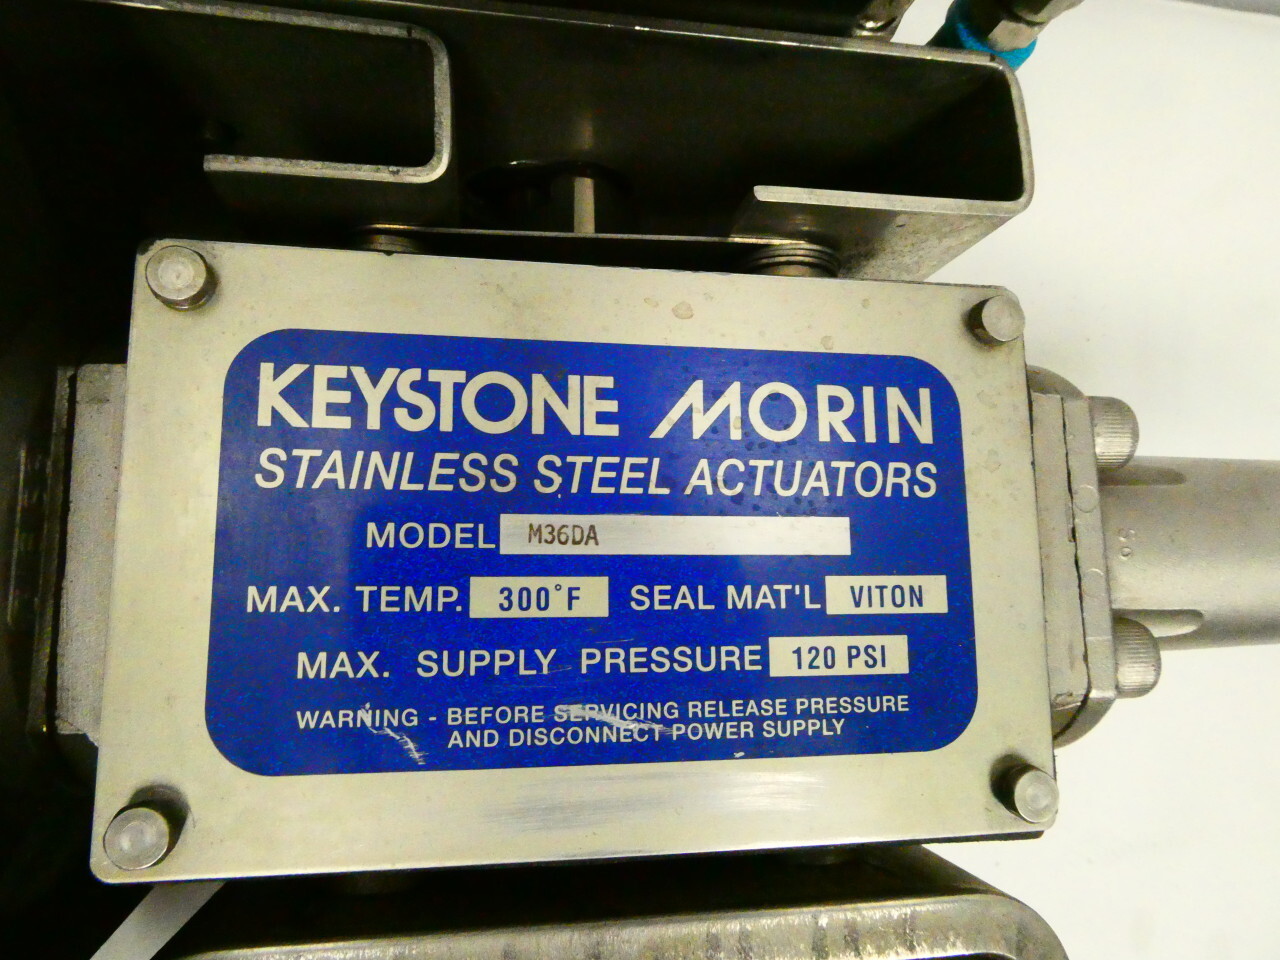 KEYSTONE MORIN
STAINLESS STEEL ACTUATORS
MODEL M36DA
MAX. TEMP. 300°F SEAL MAT'L VITON
MAX. SUPPLY PRESSURE 120 PSI
WARNING - BEFORE SERVICING RELEASE PRESSURE
AND DISCONNECT POWER SUPPLY